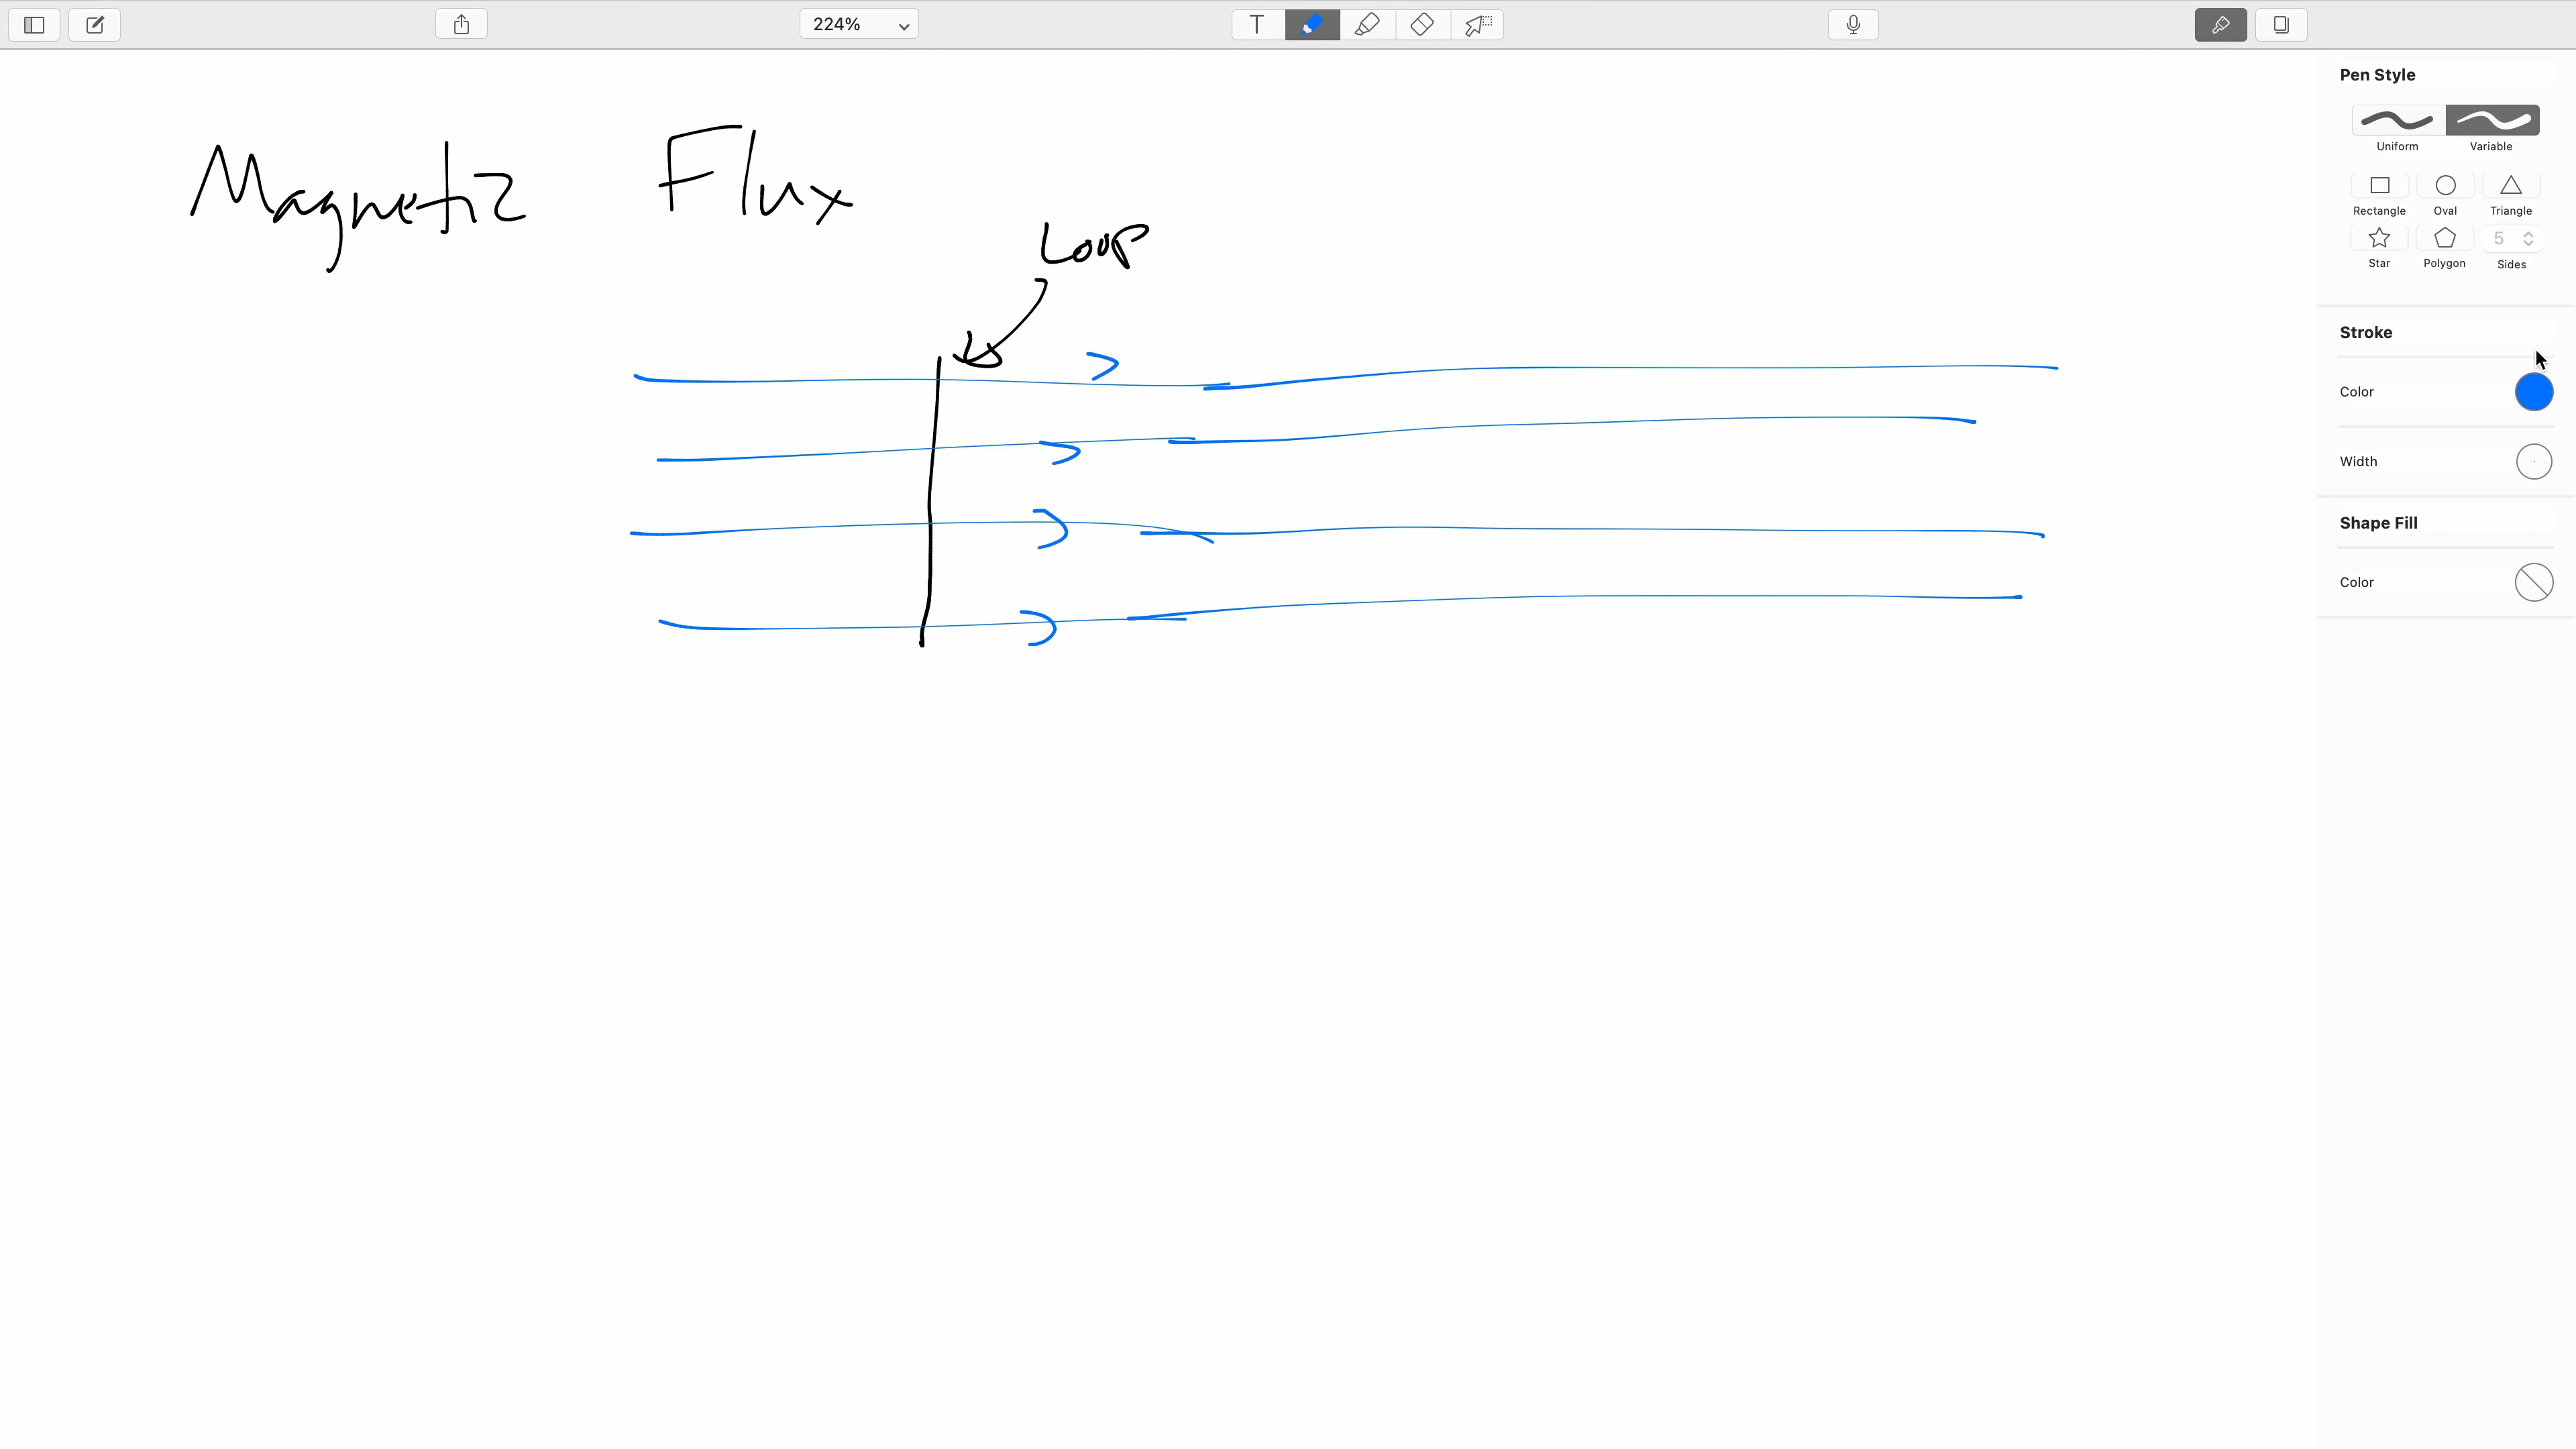 224%
T
Pen Style
Uniform Variable
Rectangle Oval Triangle
5
Star Polygon Sides
Stroke
Color
Width
Shape Fill
Color
Magnetic Flux
Loop